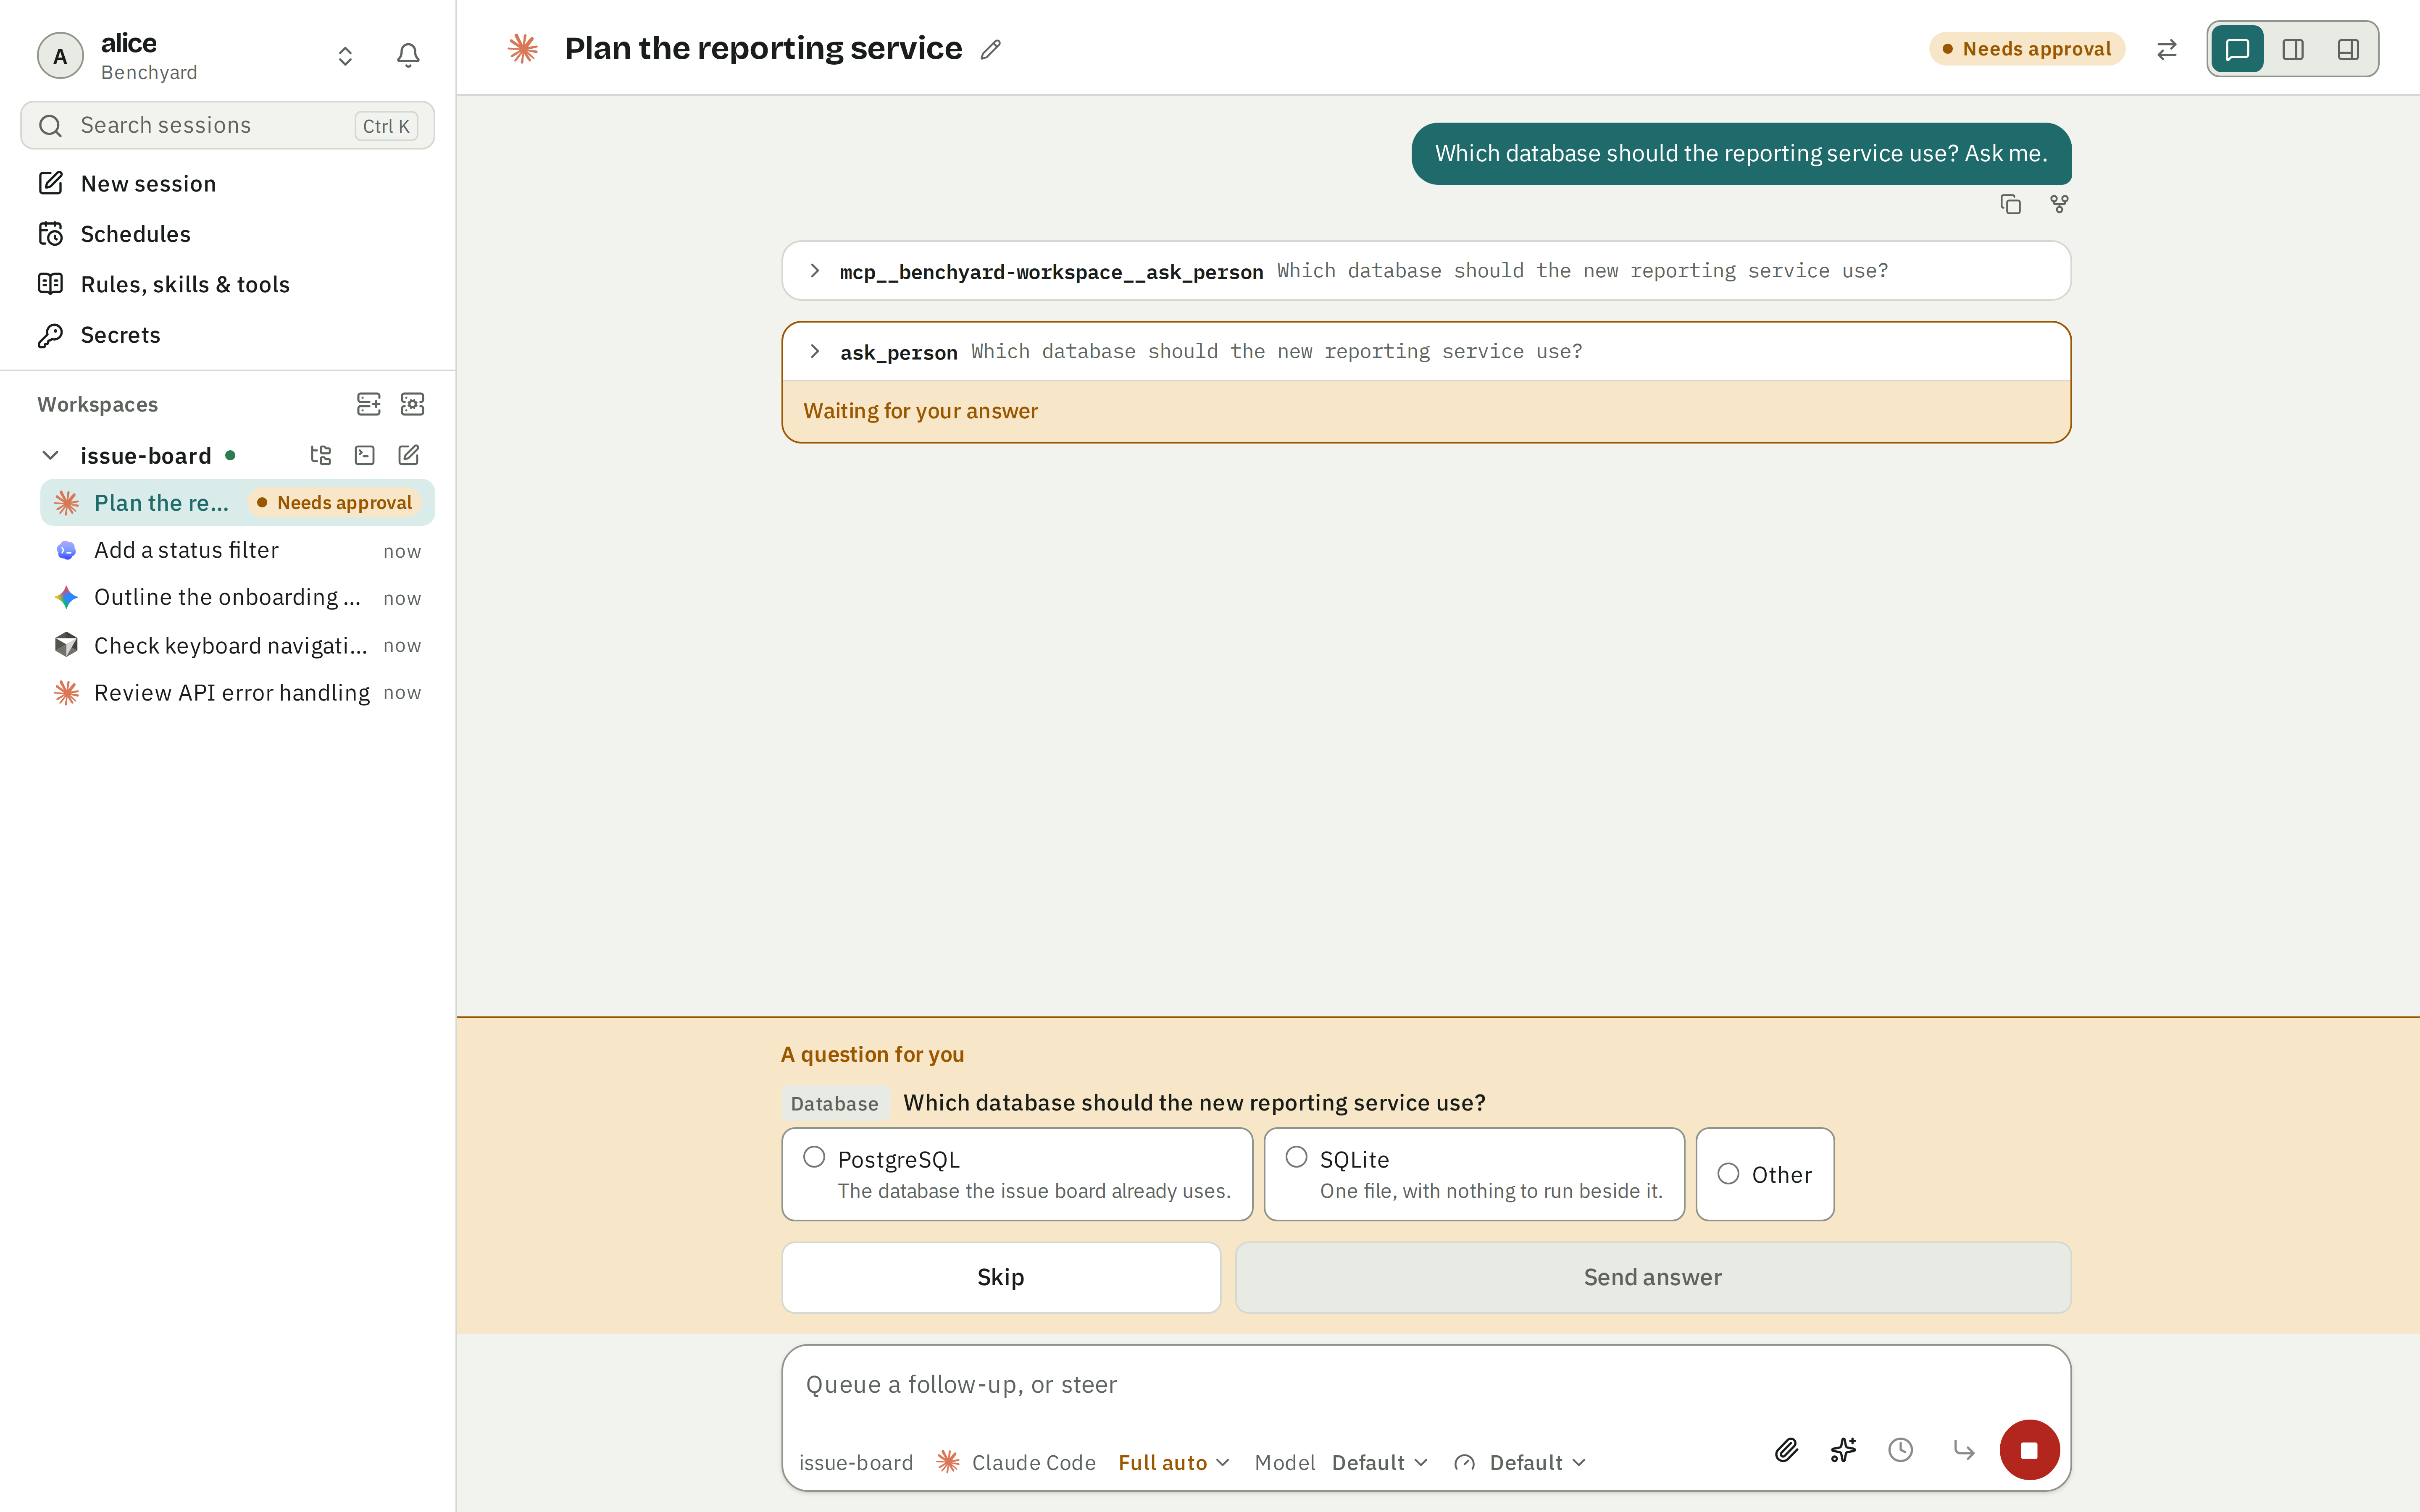 A
alice
Benchyard
Search sessions Ctrl K
New session
Schedules
Rules, skills & tools
Secrets
Workspaces
issue-board
Plan the re... Needs approval
Add a status filter now
Outline the onboarding ... now
Check keyboard navigati... now
Review API error handling now
Plan the reporting service
Needs approval
Which database should the reporting service use? Ask me.
mcp__benchyard-workspace__ask_person Which database should the new reporting service use?
ask_person Which database should the new reporting service use?
Waiting for your answer
A question for you
Database Which database should the new reporting service use?
PostgreSQL
The database the issue board already uses.
SQLite
One file, with nothing to run beside it.
Other
Skip
Send answer
Queue a follow-up, or steer
issue-board Claude Code Full auto Model Default Default